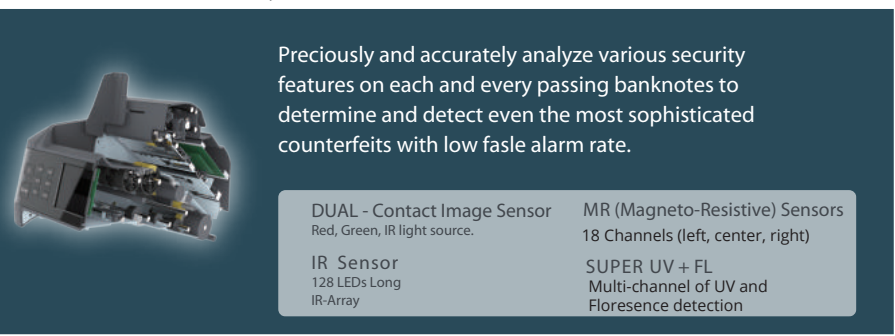 Preciously and accurately analyze various security
features on each and every passing banknotes to
determine and detect even the most sophisticated
counterfeits with low fasle alarm rate.
DUAL - Contact Image Sensor
Red, Green, IR light source.
IR Sensor
128 LEDs Long
IR-Array
MR (Magneto-Resistive) Sensors
18 Channels (left, center, right)
SUPER UV + FL
Multi-channel of UV and
Floresence detection